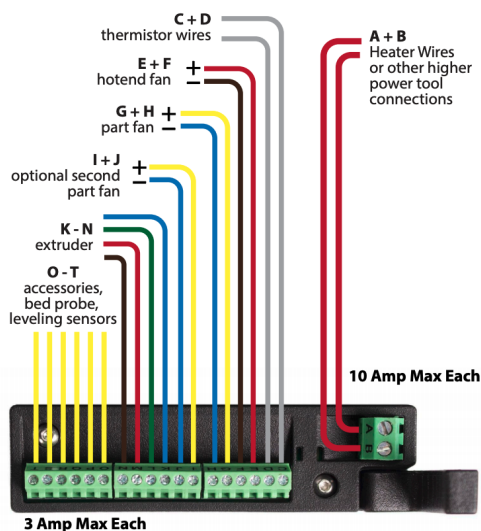 C + D
thermistor wires
E + F
hotend fan
+
−
G + H
part fan
+
−
I + J
optional second
part fan
+
−
K - N
extruder
O - T
accessories,
bed probe,
leveling sensors
A + B
Heater Wires
or other higher
power tool
connections
10 Amp Max Each
A
B
3 Amp Max Each